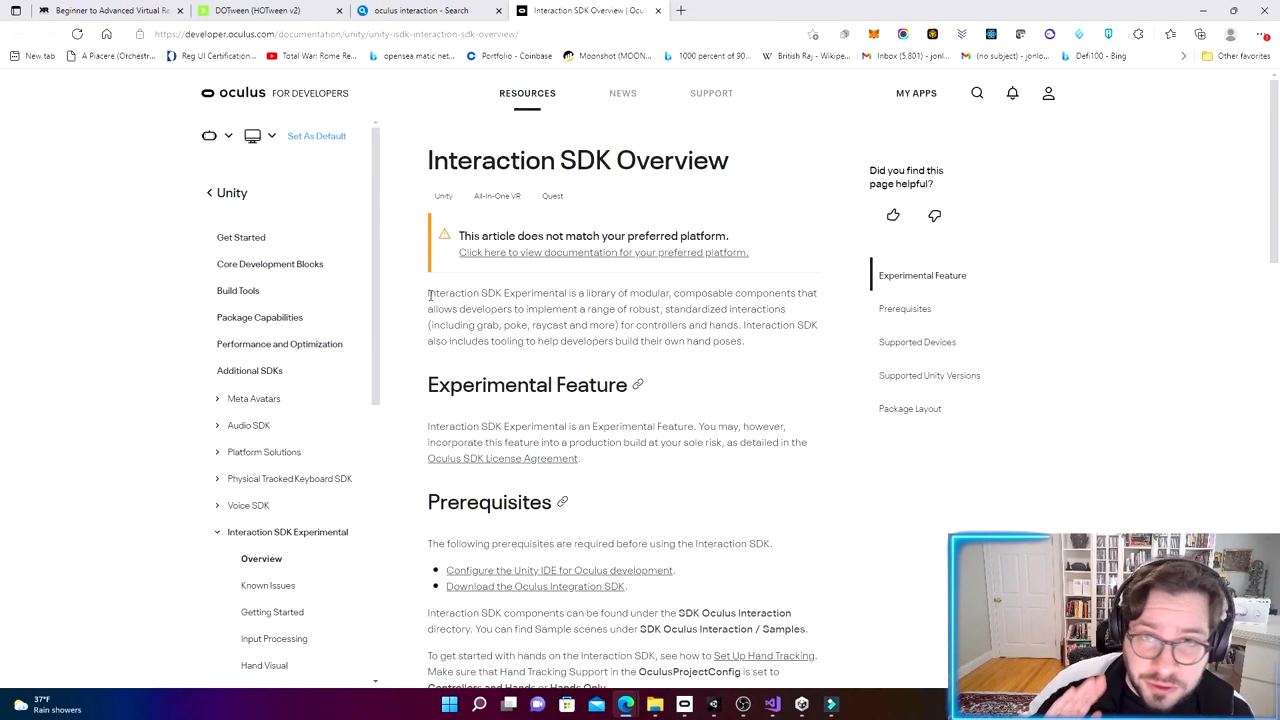 Beginner to Advanced Virtual Re
DOTween (HOTween v2)
oculus interaction - Search
Interaction SDK Overview | Ocu
https://developer.oculus.com/documentation/unity/unity-isdk-interaction-sdk-overview/
New tab
A Piacere (Orchestr...
Reg UI Certification...
Total War: Rome Re...
opensea matic net...
Coinbase
Portfolio - Coinbase
Moonshot (MOON...
1000 percent of 90...
British Raj - Wikipe...
Inbox (5,801) - jonl...
(no subject) - jonlo...
Defi100 - Bing
Other favorites
oculus FOR DEVELOPERS
RESOURCES
NEWS
SUPPORT
MY APPS
Set As Default
Unity
Get Started
Core Development Blocks
Build Tools
Package Capabilities
Performance and Optimization
Additional SDKs
Meta Avatars
Audio SDK
Platform Solutions
Physical Tracked Keyboard SDK
Voice SDK
Interaction SDK Experimental
Overview
Known Issues
Getting Started
Input Processing
Hand Visual
Interaction SDK Overview
Unity All-In-One VR Quest
This article does not match your preferred platform.
Click here to view documentation for your preferred platform.
Interaction SDK Experimental is a library of modular, composable components that
allows developers to implement a range of robust, standardized interactions
(including grab, poke, raycast and more) for controllers and hands. Interaction SDK
also includes tooling to help developers build their own hand poses.
Experimental Feature
Interaction SDK Experimental is an Experimental Feature. You may, however,
incorporate this feature into a production build at your sole risk, as detailed in the
Oculus SDK License Agreement.
Prerequisites
The following prerequisites are required before using the Interaction SDK.
Configure the Unity IDE for Oculus development.
Download the Oculus Integration SDK.
Interaction SDK components can be found under the SDK Oculus Interaction
directory. You can find Sample scenes under SDK Oculus Interaction / Samples.
To get started with hands on the Interaction SDK, see how to Set Up Hand Tracking.
Make sure that Hand Tracking Support in the OculusProjectConfig is set to
Controllers and Hands or Hands Only.
Did you find this
page helpful?
Experimental Feature
Prerequisites
Supported Devices
Supported Unity Versions
Package Layout
37°F
Rain showers